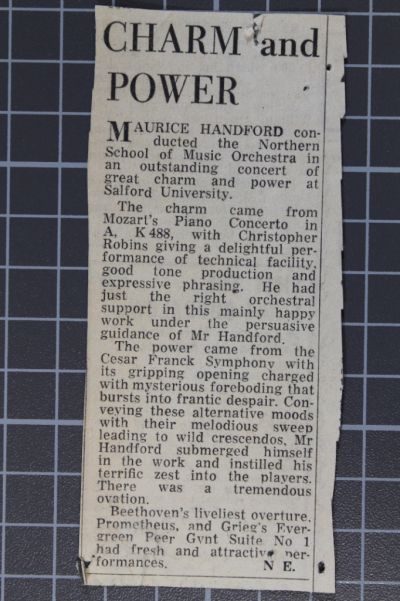 CHARM and
POWER
MAURICE HANDFORD con-
ducted the Northern
School of Music Orchestra in
an outstanding concert of
great charm and power at
Salford University.
The charm came from
Mozart's Piano Concerto in
A, K 488, with Christopher
Robins giving a delightful per-
formance of technical facility,
good tone production and
expressive phrasing. He had
just the right orchestral
support in this mainly happy
work under the persuasive
guidance of Mr Handford.
The power came from the
Cesar Franck Symphony with
its gripping opening charged
with mysterious foreboding that
bursts into frantic despair. Con-
veying these alternative moods
with their melodious sweep
leading to wild crescendos, Mr
Handford submerged himself
in the work and instilled his
terrific zest into the players.
There was a tremendous
ovation.
Beethoven's liveliest overture,
Prometheus, and Grieg's Ever-
green Peer Gynt Suite No 1
had fresh and attractive per-
formances. N E.